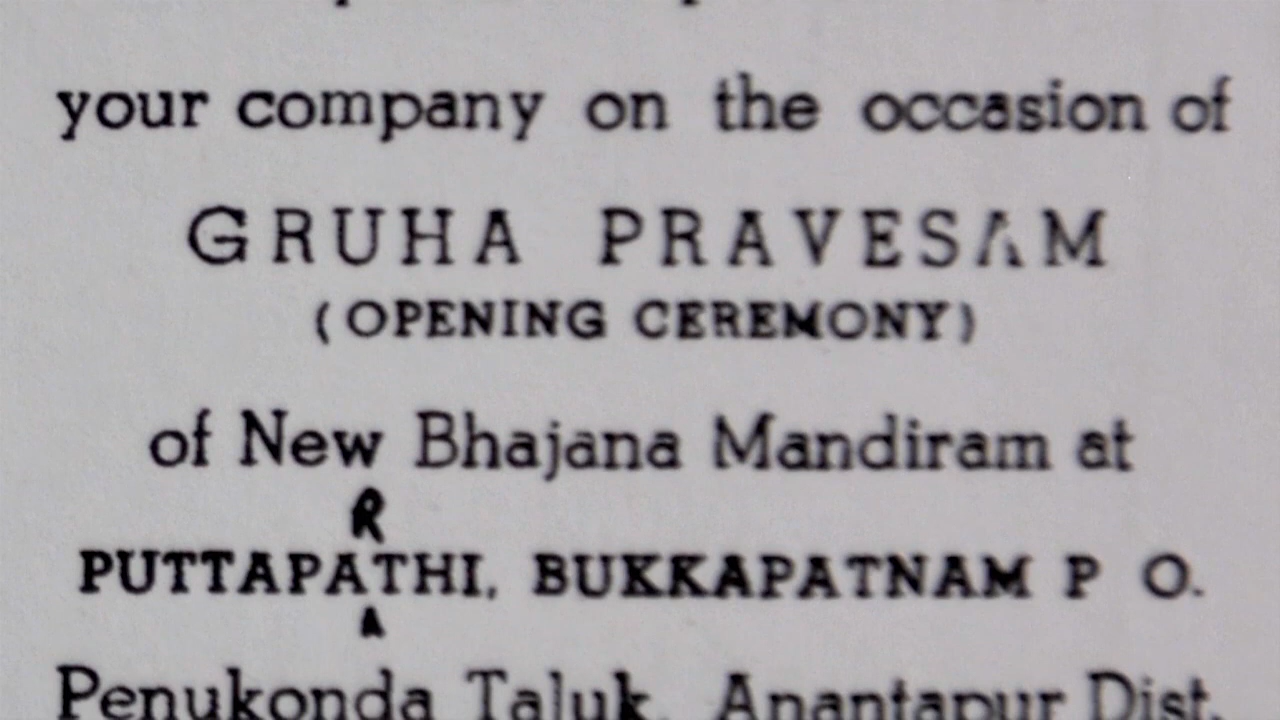 your company on the occasion of
GRUHA PRAVESAM
(OPENING CEREMONY)
of New Bhajana Mandiram at
R
PUTTAPATHI, BUKKAPATNAM P O.
Penukonda Taluk, Anantapur Dist.